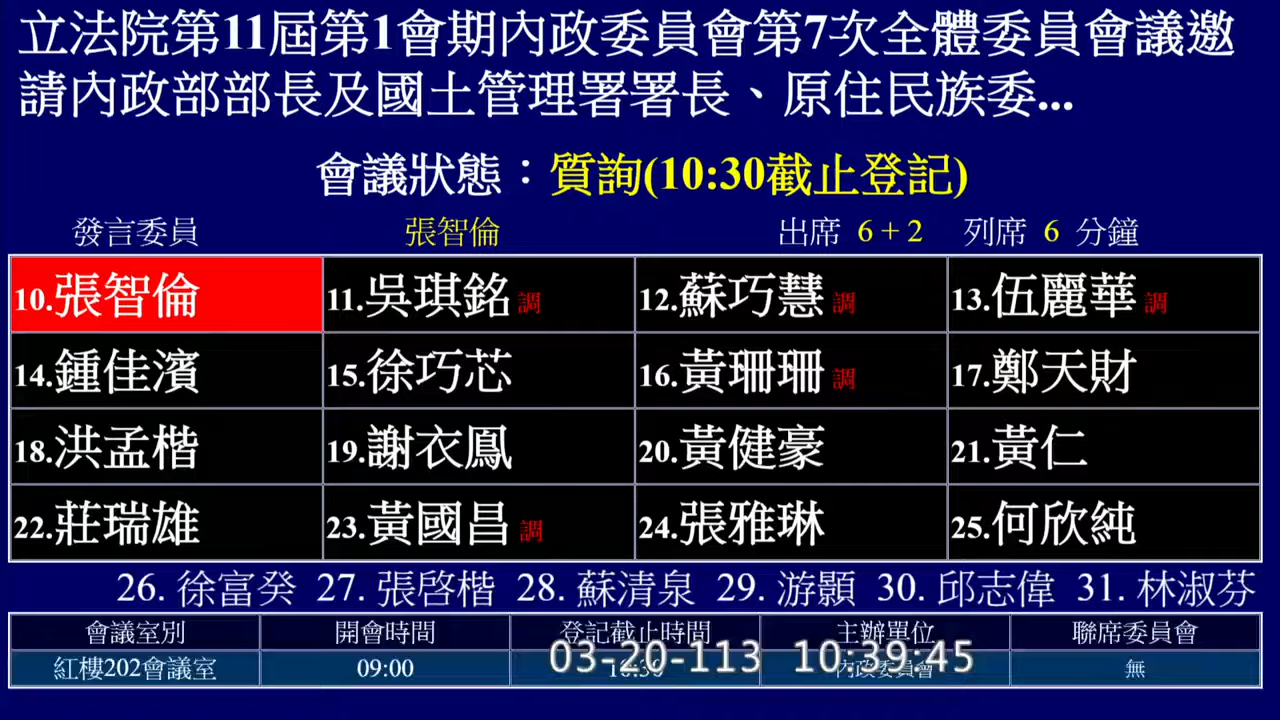 立法院第11屆第1會期內政委員會第7次全體委員會議邀
請內政部部長及國土管理署署長、原住民族委...
會議狀態：質詢(10:30截止登記)
發言委員 張智倫 出席 6 + 2 列席 6 分鐘
10.張智倫 11.吳琪銘 調 12.蘇巧慧 調 13.伍麗華 調
14.鍾佳濱 15.徐巧芯 16.黃珊珊 調 17.鄭天財
18.洪孟楷 19.謝衣鳳 20.黃健豪 21.黃仁
22.莊瑞雄 23.黃國昌 調 24.張雅琳 25.何欣純
26. 徐富癸 27. 張啓楷 28. 蘇清泉 29. 游顥 30. 邱志偉 31. 林淑芬
會議室別 開會時間 登記截止時間 主辦單位 聯席委員會
紅樓202會議室 09:00 10:30 內政委員會 無
03-20-113 10:39:45